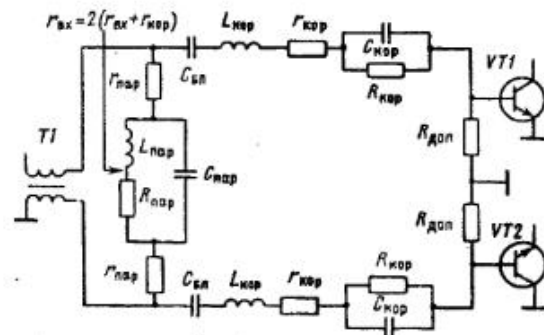 rвх=2(rвх+rкор)
Lкор
rкор
Cкор
Rкор
VT1
Cбл
rпар
T1
Lпар
Cпар
Rпар
Rдоп
Rдоп
VT2
rпар
Cбл
Lкор
rкор
Rкор
Cкор